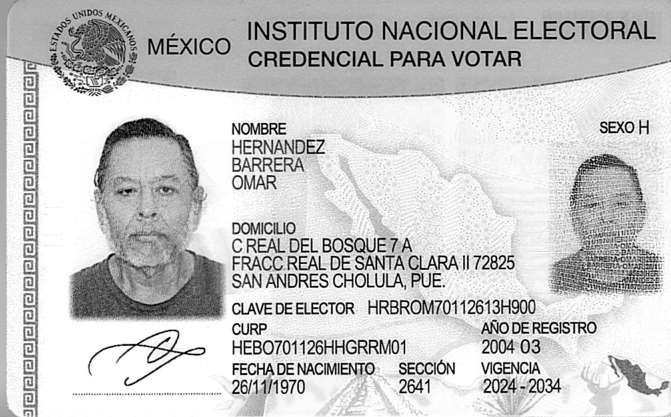 ESTADOS UNIDOS MEXICANOS
MÉXICO INSTITUTO NACIONAL ELECTORAL
CREDENCIAL PARA VOTAR
NOMBRE SEXO H
HERNANDEZ
BARRERA
OMAR
DOMICILIO
C REAL DEL BOSQUE 7 A
FRACC REAL DE SANTA CLARA II 72825
SAN ANDRES CHOLULA, PUE.
CLAVE DE ELECTOR HRBROM70112613H900
CURP AÑO DE REGISTRO
HEBO701126HHGRRM01 2004 03
FECHA DE NACIMIENTO SECCIÓN VIGENCIA
26/11/1970 2641 2024 - 2034